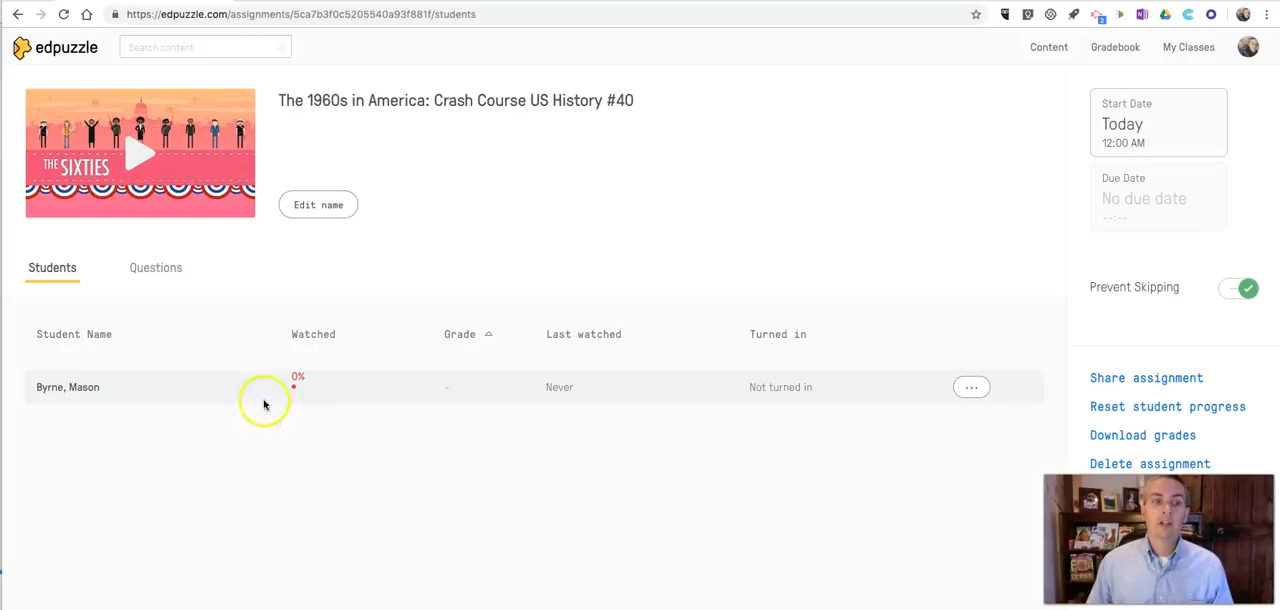 https://edpuzzle.com/assignments/5ca7b3f0c5205540a93f881f/students
2
edpuzzle
Search content
Content
Gradebook
My Classes
THE SIXTIES
The 1960s in America: Crash Course US History #40
Edit name
Start Date
Today
12:00 AM
Due Date
No due date
--:--
Students
Questions
Prevent Skipping
Student Name
Watched
Grade
Last watched
Turned in
Byrne, Mason
0%
-
Never
Not turned in
...
Share assignment
Reset student progress
Download grades
Delete assignment